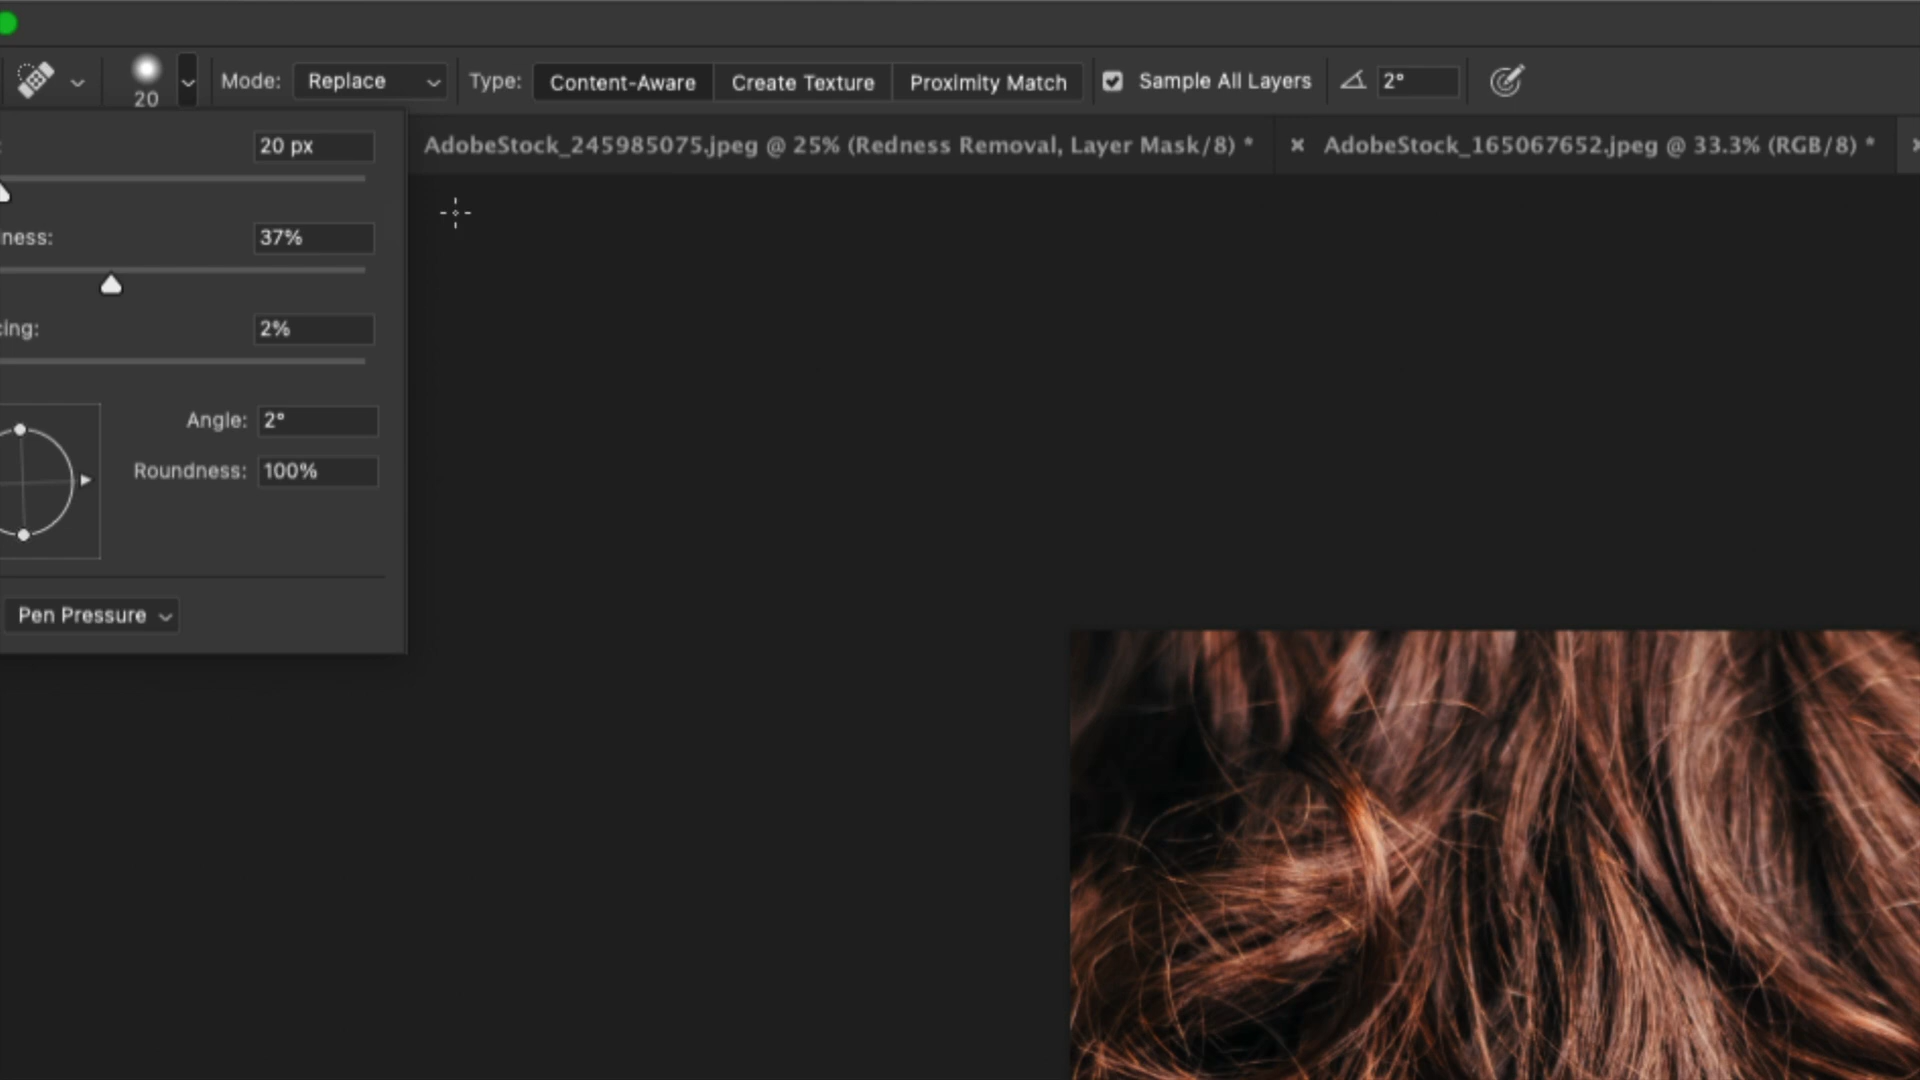 20 Mode: Replace Type: Content-Aware Create Texture Proximity Match Sample All Layers 2°
AdobeStock_245985075.jpeg @ 25% (Redness Removal, Layer Mask/8) * × AdobeStock_165067652.jpeg @ 33.3% (RGB/8) * ×
: 20 px
ness: 37%
cing: 2%
Angle: 2°
Roundness: 100%
Pen Pressure